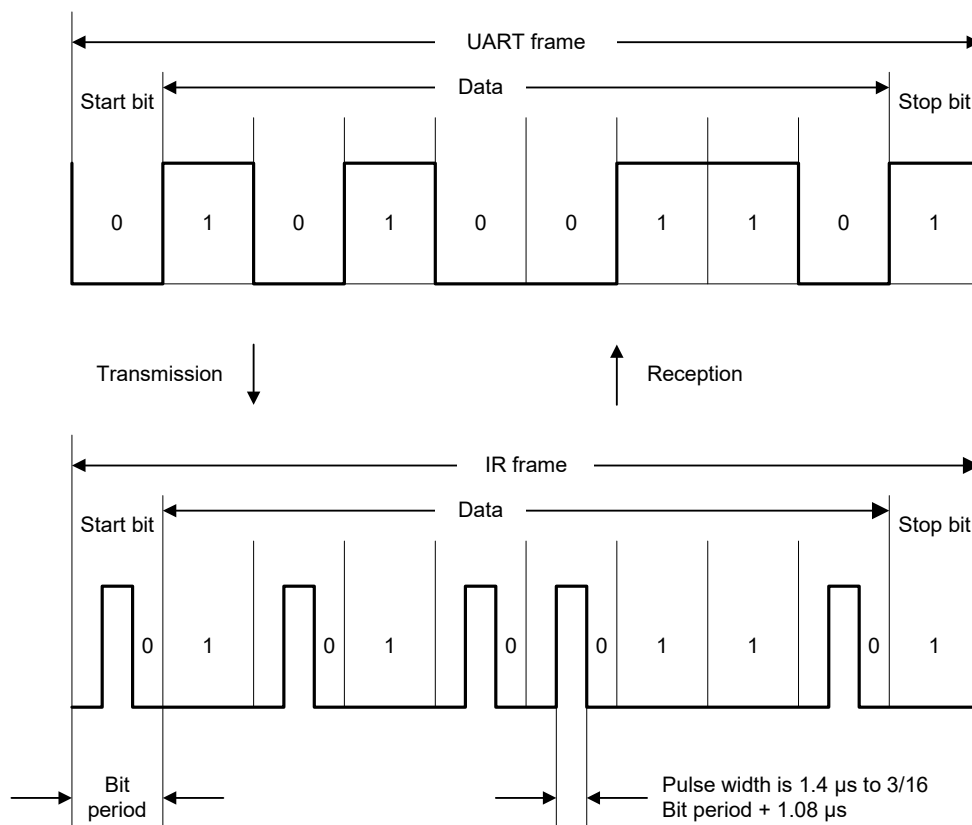 UART frame
Data
Start bit
Stop bit
0 1 0 1 0 0 1 1 0 1
Transmission
Reception
IR frame
Data
Start bit
Stop bit
0 1 0 1 0 0 1 1 0 1
Bit
period
Pulse width is 1.4 µs to 3/16
Bit period + 1.08 µs